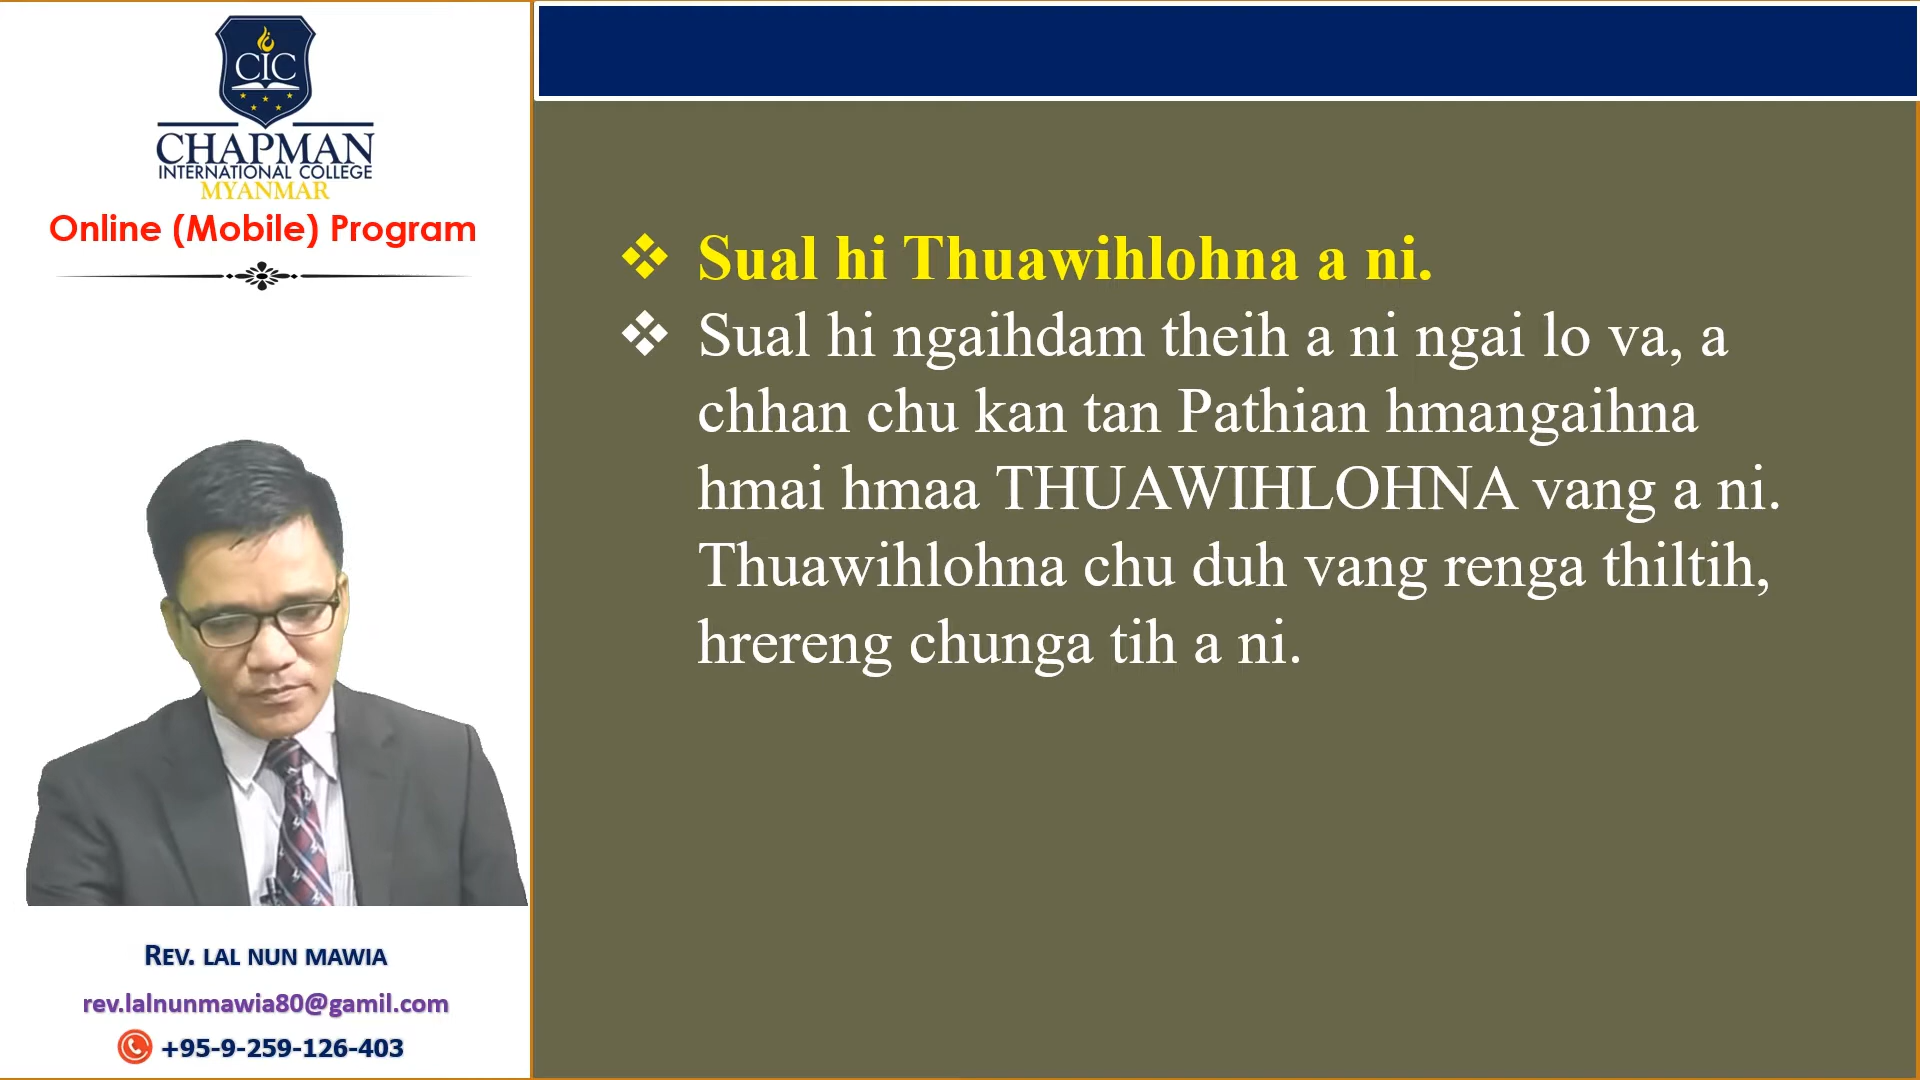 CIC
CHAPMAN
INTERNATIONAL COLLEGE
MYANMAR
Online (Mobile) Program
REV. LAL NUN MAWIA
rev.lalnunmawia80@gamil.com
+95-9-259-126-403
❖ Sual hi Thuawihlohna a ni.
❖ Sual hi ngaihdam theih a ni ngai lo va, a
chhan chu kan tan Pathian hmangaihna
hmai hmaa THUAWIHLOHNA vang a ni.
Thuawihlohna chu duh vang renga thiltih,
hrereng chunga tih a ni.